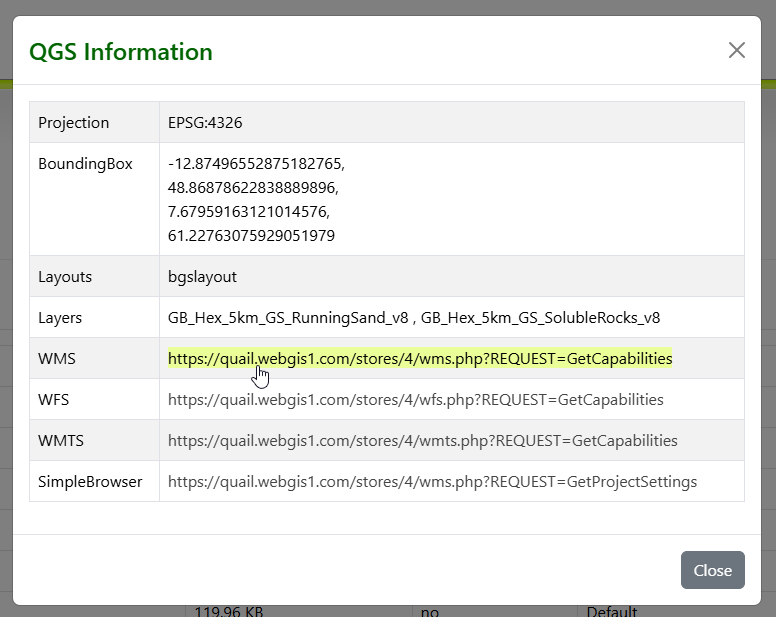 QGS Information
Projection EPSG:4326
BoundingBox -12.87496552875182765,
48.86878622838889896,
7.67959163121014576,
61.22763075929051979
Layouts bgslayout
Layers GB_Hex_5km_GS_RunningSand_v8 , GB_Hex_5km_GS_SolubleRocks_v8
WMS https://quail.webgis1.com/stores/4/wms.php?REQUEST=GetCapabilities
WFS https://quail.webgis1.com/stores/4/wfs.php?REQUEST=GetCapabilities
WMTS https://quail.webgis1.com/stores/4/wmts.php?REQUEST=GetCapabilities
SimpleBrowser https://quail.webgis1.com/stores/4/wms.php?REQUEST=GetProjectSettings
Close
119.96 KB no Default